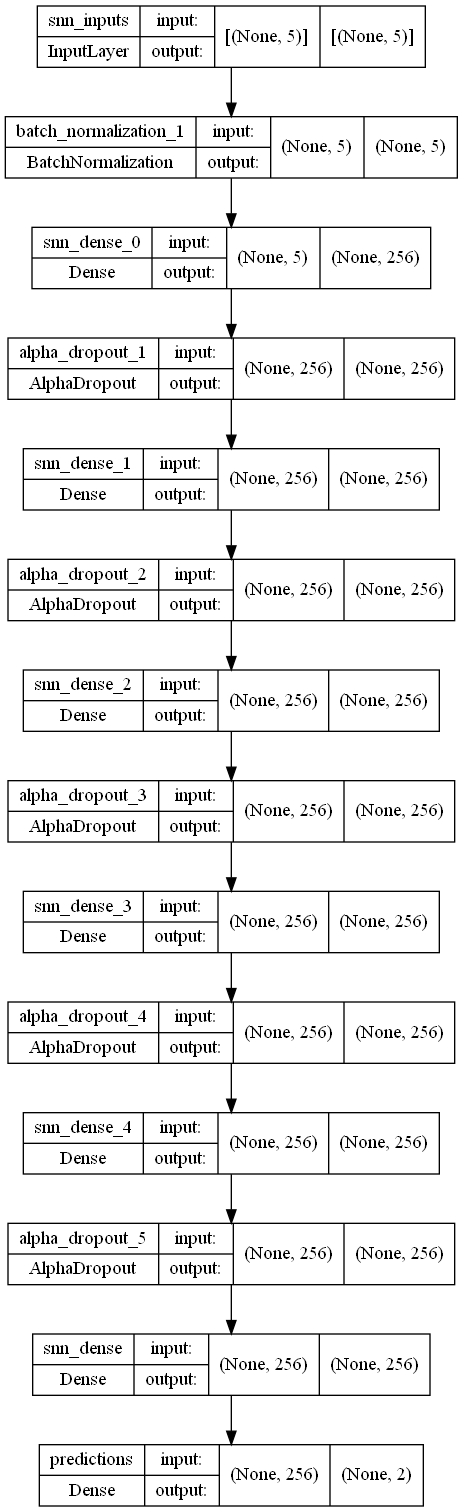 snn_inputs input: [(None, 5)] [(None, 5)]
InputLayer output:
batch_normalization_1 input: (None, 5) (None, 5)
BatchNormalization output:
snn_dense_0 input: (None, 5) (None, 256)
Dense output:
alpha_dropout_1 input: (None, 256) (None, 256)
AlphaDropout output:
snn_dense_1 input: (None, 256) (None, 256)
Dense output:
alpha_dropout_2 input: (None, 256) (None, 256)
AlphaDropout output:
snn_dense_2 input: (None, 256) (None, 256)
Dense output:
alpha_dropout_3 input: (None, 256) (None, 256)
AlphaDropout output:
snn_dense_3 input: (None, 256) (None, 256)
Dense output:
alpha_dropout_4 input: (None, 256) (None, 256)
AlphaDropout output:
snn_dense_4 input: (None, 256) (None, 256)
Dense output:
alpha_dropout_5 input: (None, 256) (None, 256)
AlphaDropout output:
snn_dense input: (None, 256) (None, 256)
Dense output:
predictions input: (None, 256) (None, 2)
Dense output: